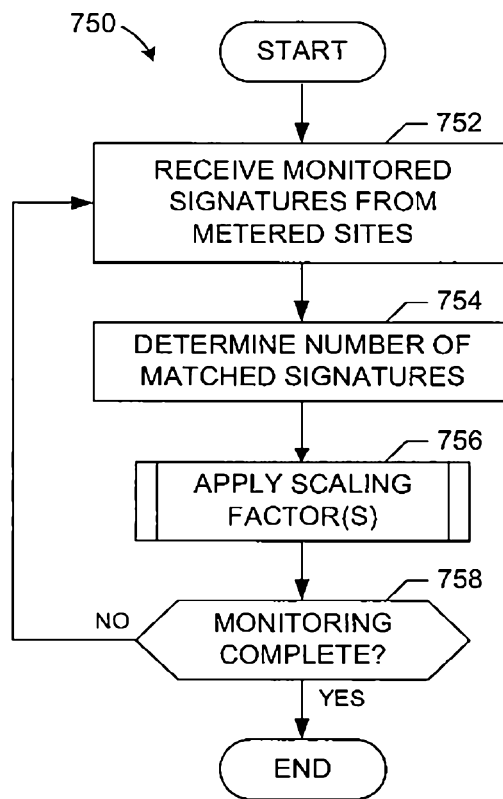 750
START
752
RECEIVE MONITORED
SIGNATURES FROM
METERED SITES
754
DETERMINE NUMBER OF
MATCHED SIGNATURES
756
APPLY SCALING
FACTOR(S)
758
MONITORING
COMPLETE?
NO
YES
END